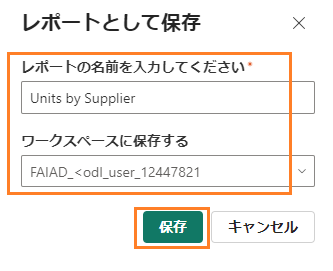 レポートとして保存
レポートの名前を入力してください*
Units by Supplier
ワークスペースに保存する
FAIAD_<odl_user_12447821
保存 キャンセル